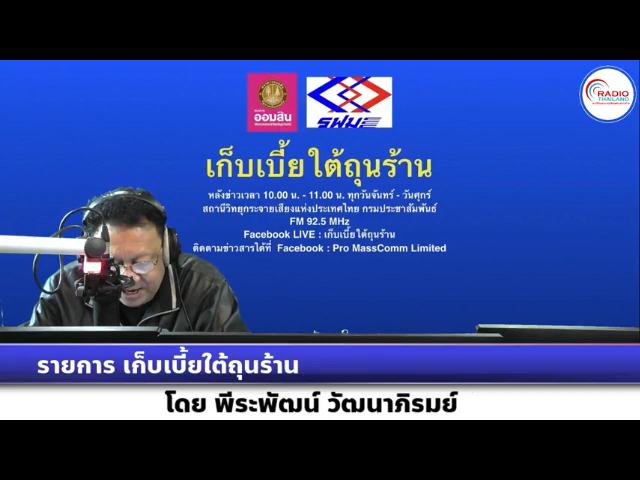 RADIO
THAILAND
ออมสิน
รฟม
เก็บเบี้ยใต้ถุนร้าน
หลังข่าวเวลา 10.00 น. - 11.00 น. ทุกวันจันทร์ - วันศุกร์
สถานีวิทยุกระจายเสียงแห่งประเทศไทย กรมประชาสัมพันธ์
FM 92.5 MHz
Facebook LIVE : เก็บเบี้ยใต้ถุนร้าน
ติดตามข่าวสารได้ที่ Facebook : Pro MassComm Limited
รายการ เก็บเบี้ยใต้ถุนร้าน
โดย พีระพัฒน์ วัฒนาภิรมย์